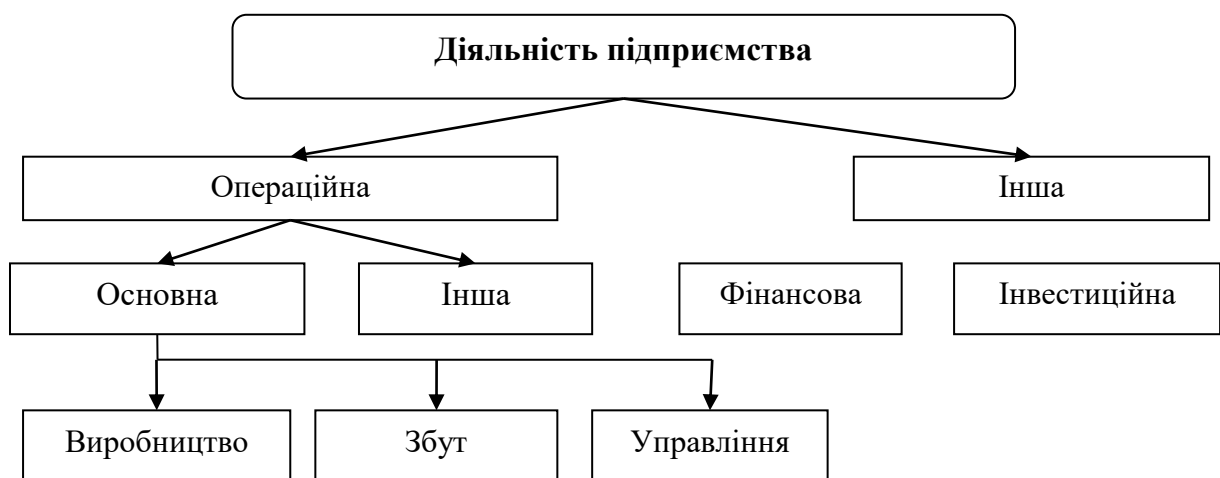 Діяльність підприємства
Операційна
Інша
Основна
Інша
Фінансова
Інвестиційна
Виробництво
Збут
Управління